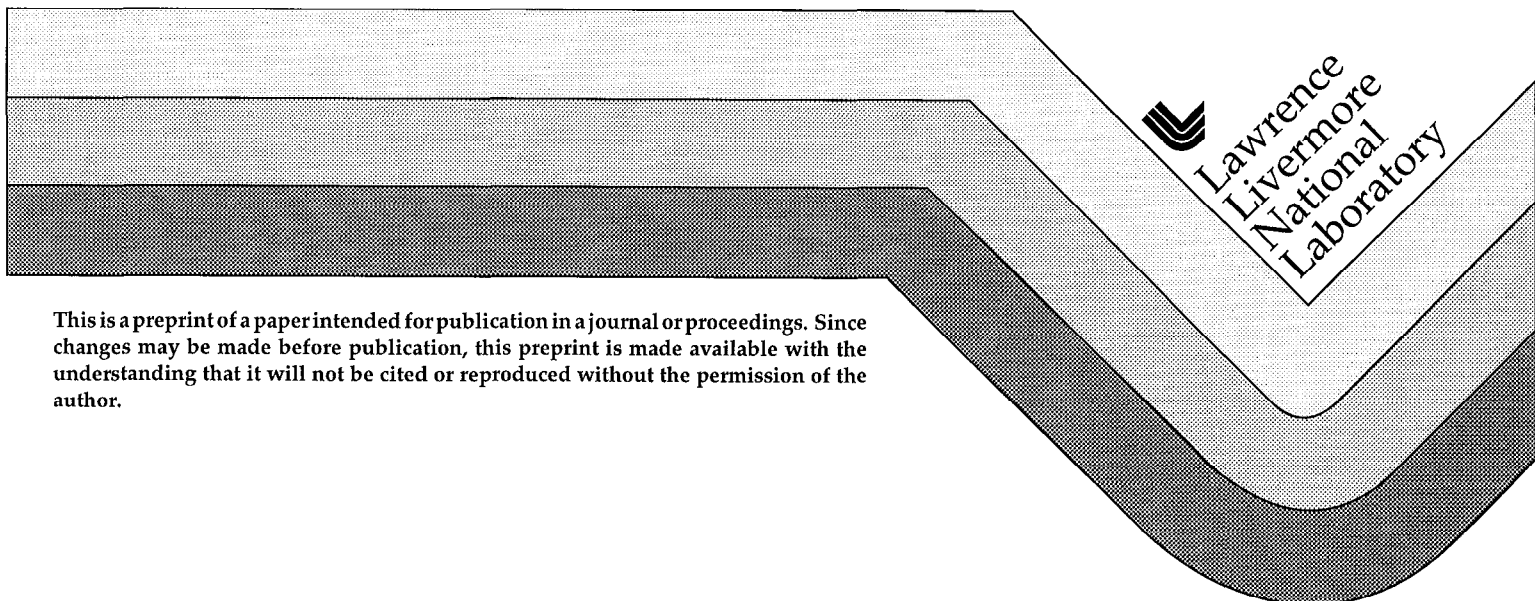 Lawrence
Livermore
National
Laboratory
This is a preprint of a paper intended for publication in a journal or proceedings. Since
changes may be made before publication, this preprint is made available with the
understanding that it will not be cited or reproduced without the permission of the
author.